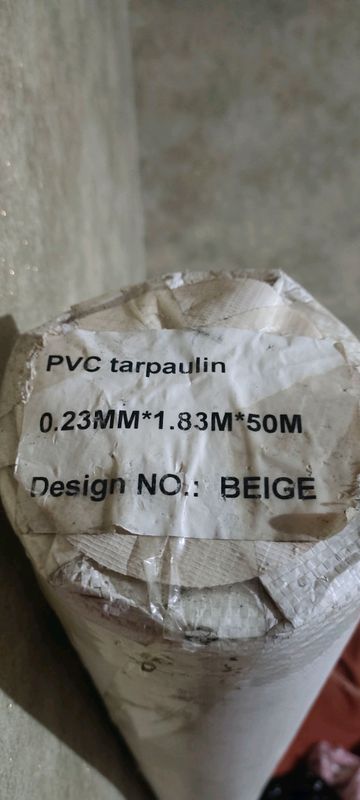 PVC tarpaulin
0.23MM*1.83M*50M
Design NO.: BEIGE